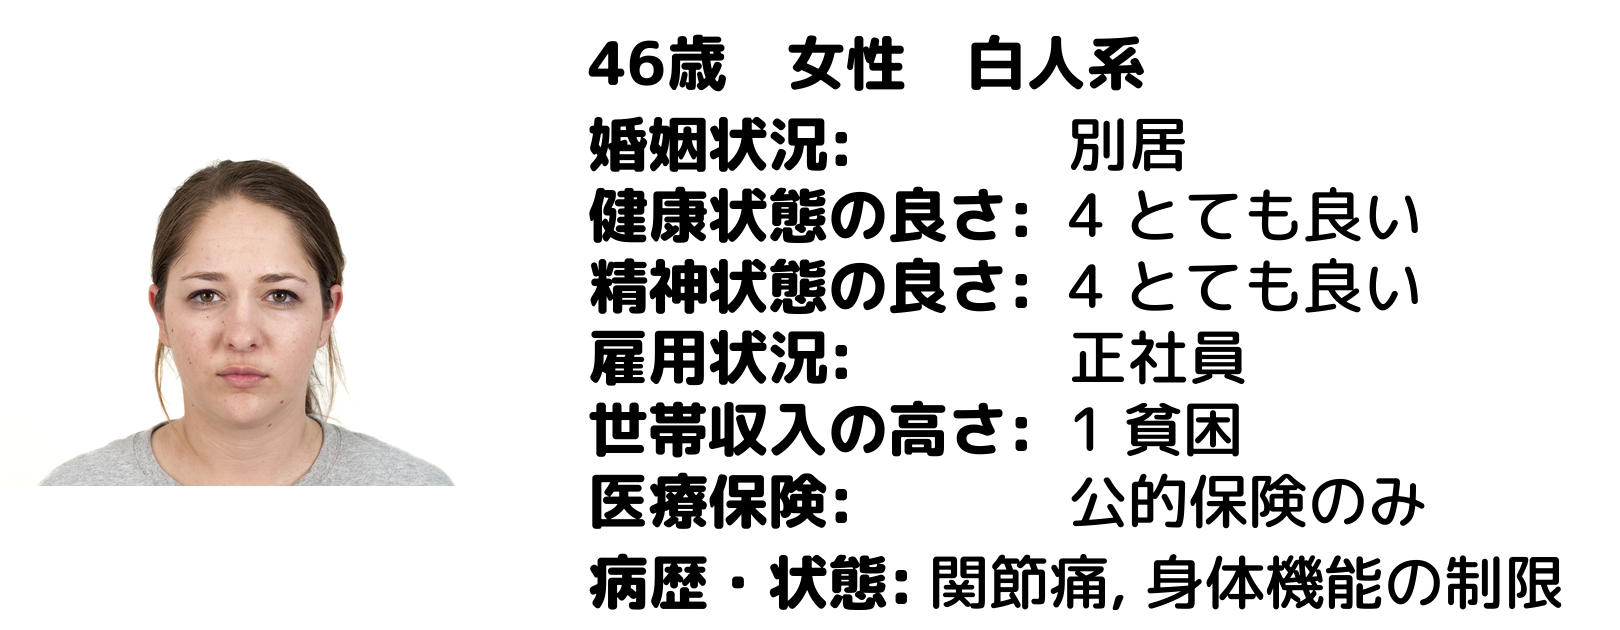 46歳　女性　白人系
婚姻状況: 別居
健康状態の良さ: 4 とても良い
精神状態の良さ: 4 とても良い
雇用状況: 正社員
世帯収入の高さ: 1 貧困
医療保険: 公的保険のみ
病歴・状態: 関節痛, 身体機能の制限